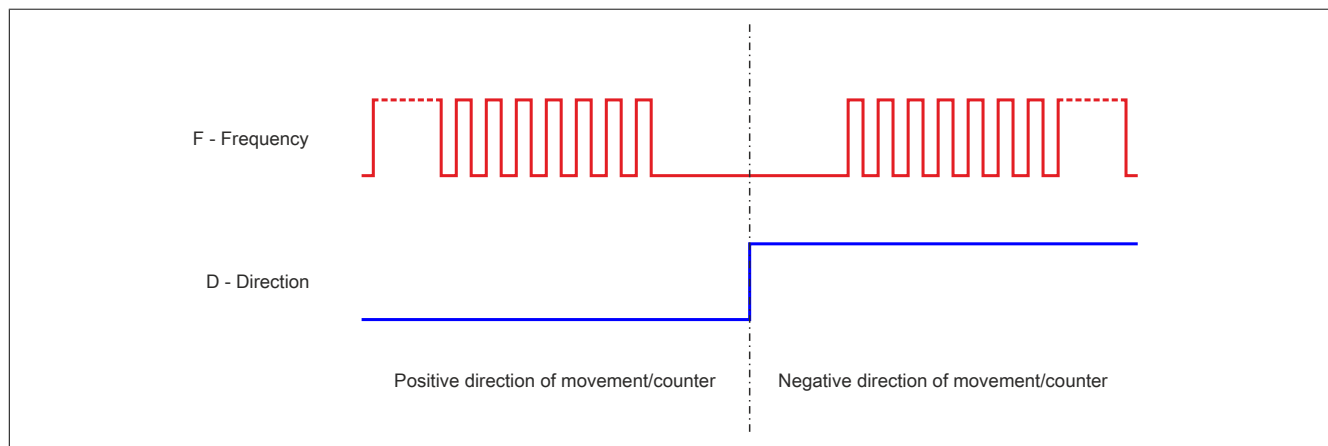 F - Frequency
D - Direction
Positive direction of movement/counter
Negative direction of movement/counter